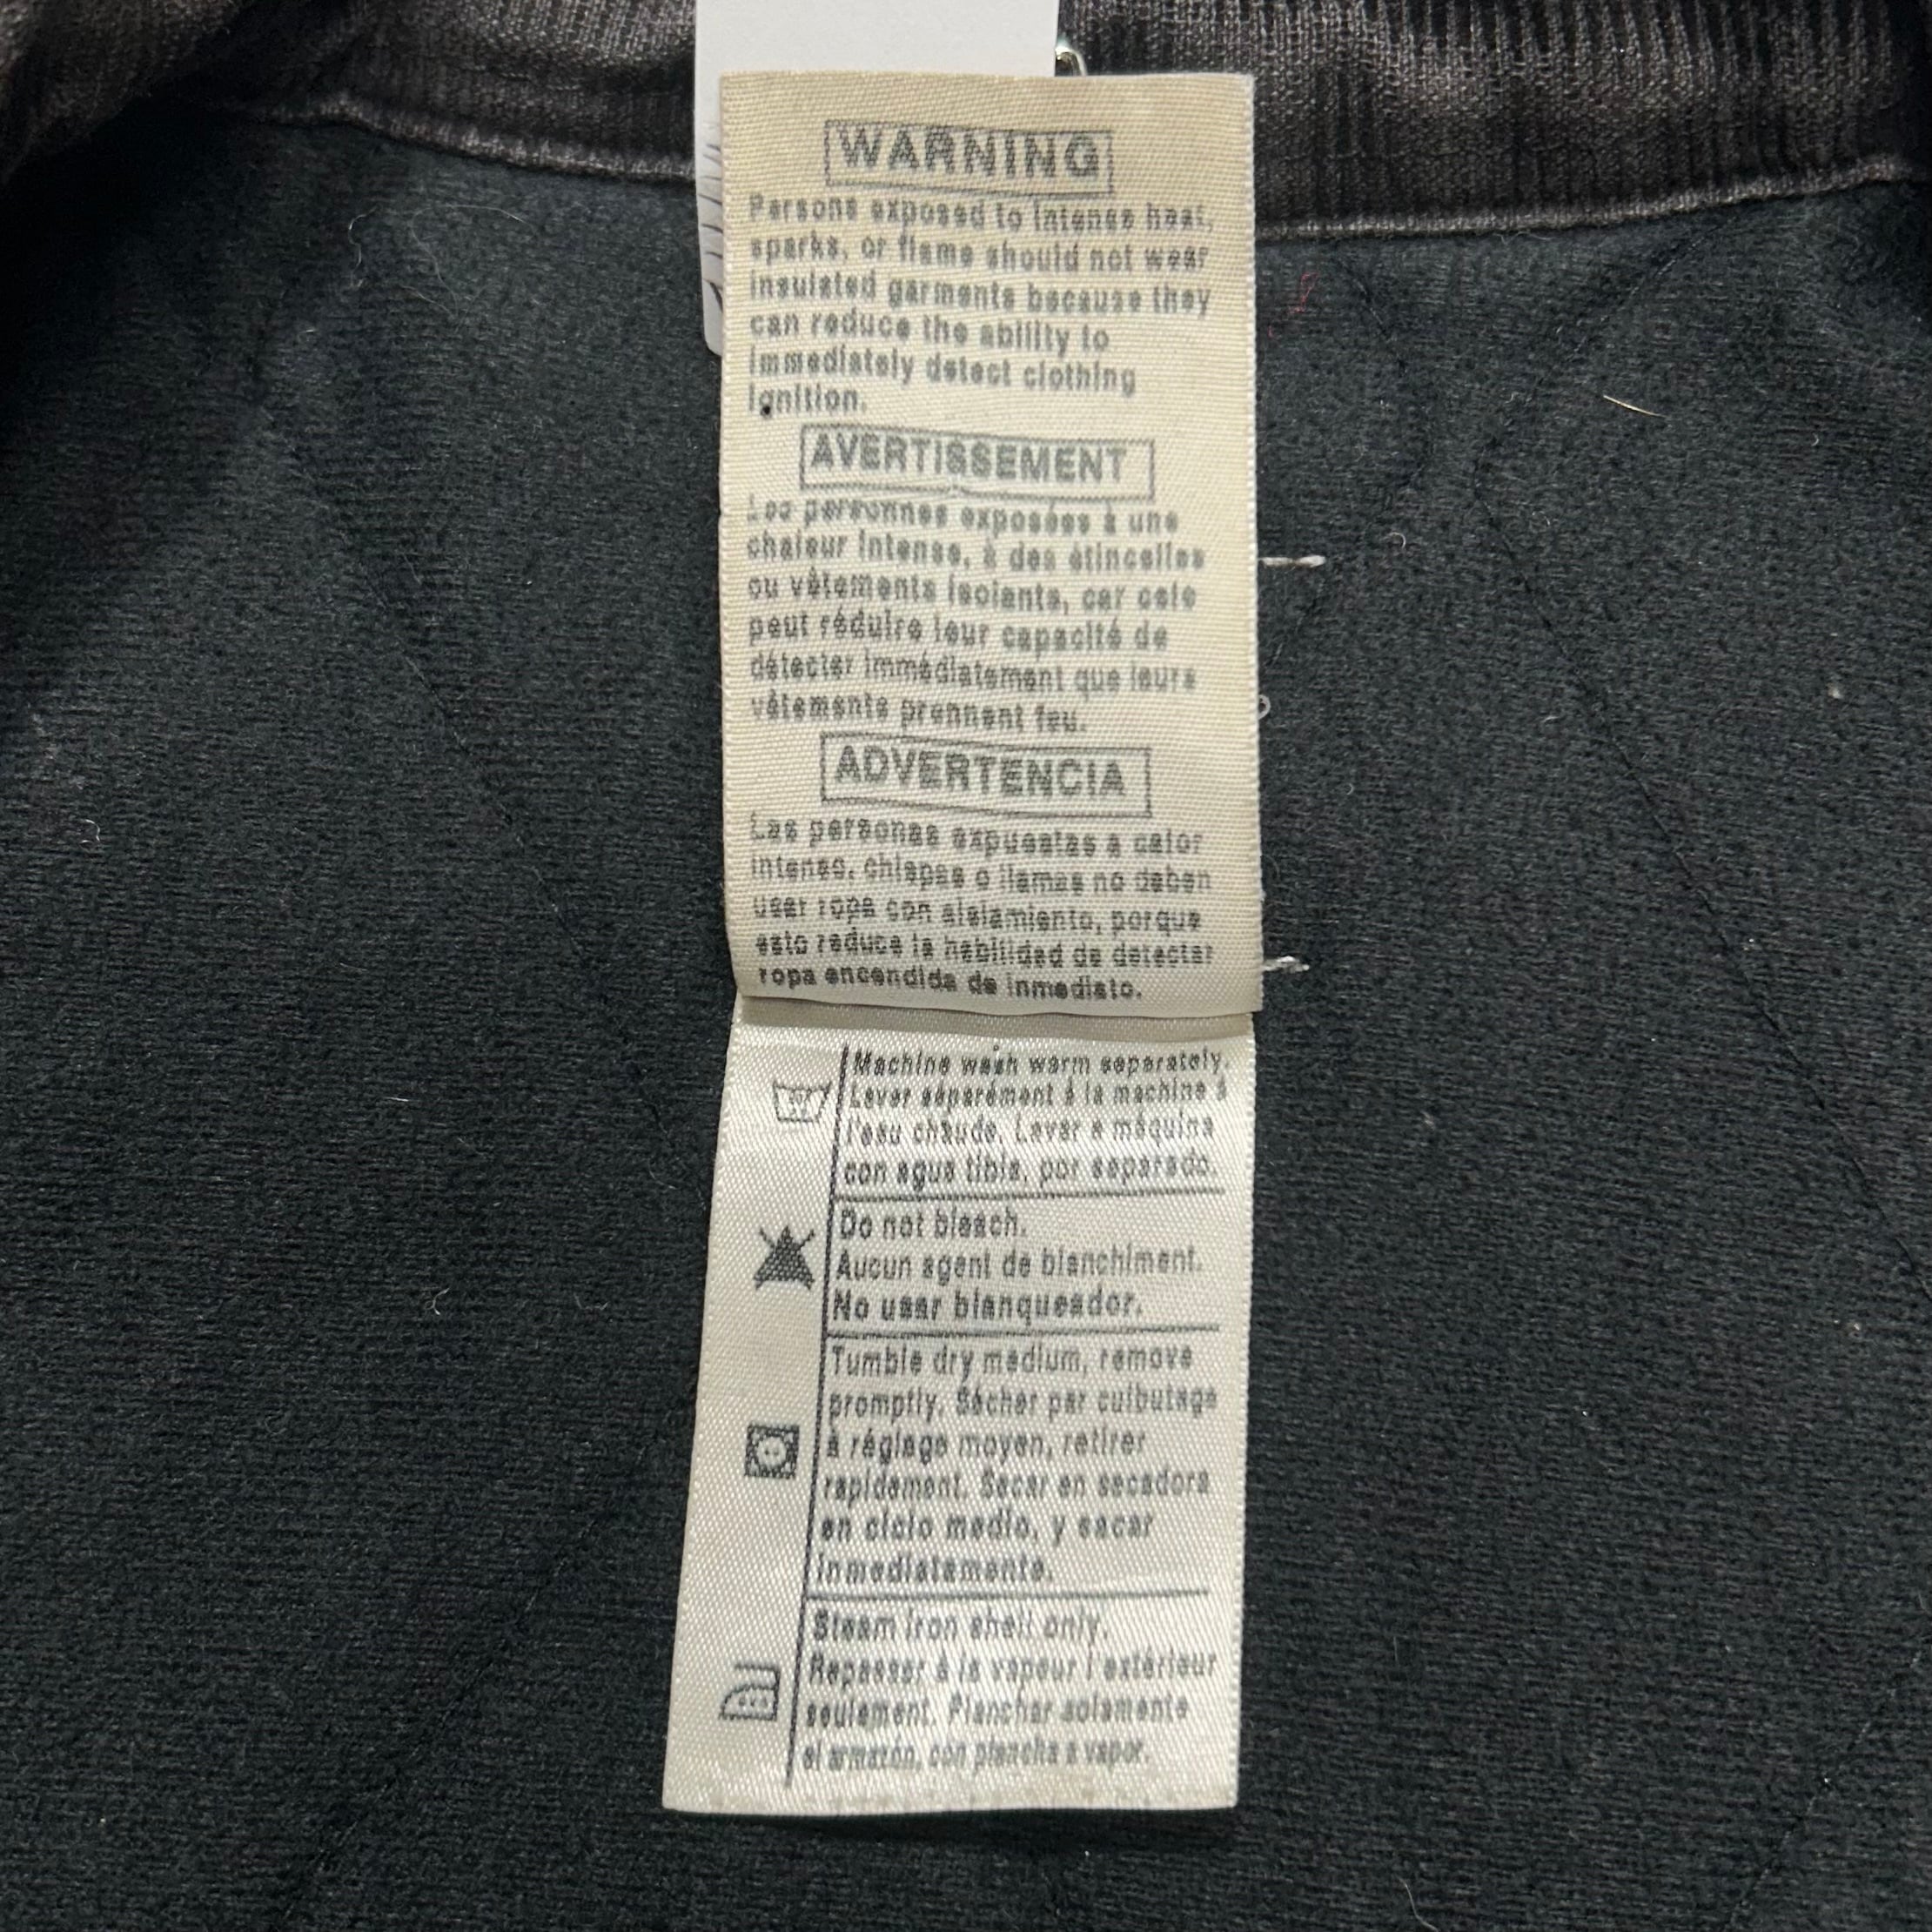 WARNING
Persons exposed to intense heat,
sparks, or flame should not wear
insulated garments because they
can reduce the ability to
immediately detect clothing
ignition.
AVERTISSEMENT
Les personnes exposées à une
chaleur intense, à des étincelles
ou vêtements isolants, car cela
peut réduire leur capacité de
détecter immédiatement que leurs
vêtements prennent feu.
ADVERTENCIA
Las personas expuestas a calor
intenso, chispas o llamas no deben
usar ropa con aislamiento, porque
esto reduce la habilidad de detectar
ropa encendida de inmediato.
Machine wash warm separately.
Laver séparément à la machine à
l'eau chaude. Lavar a máquina
con agua tibia, por separado.
Do not bleach.
Aucun agent de blanchiment.
No usar blanqueador.
Tumble dry medium, remove
promptly. Sécher par culbutage
à réglage moyen, retirer
rapidement. Secar en secadora
en ciclo medio, y sacar
inmediatamente.
Steam iron shell only.
Repasser à la vapeur l'extérieur
seulement. Planchar solamente
el armazón, con plancha a vapor.